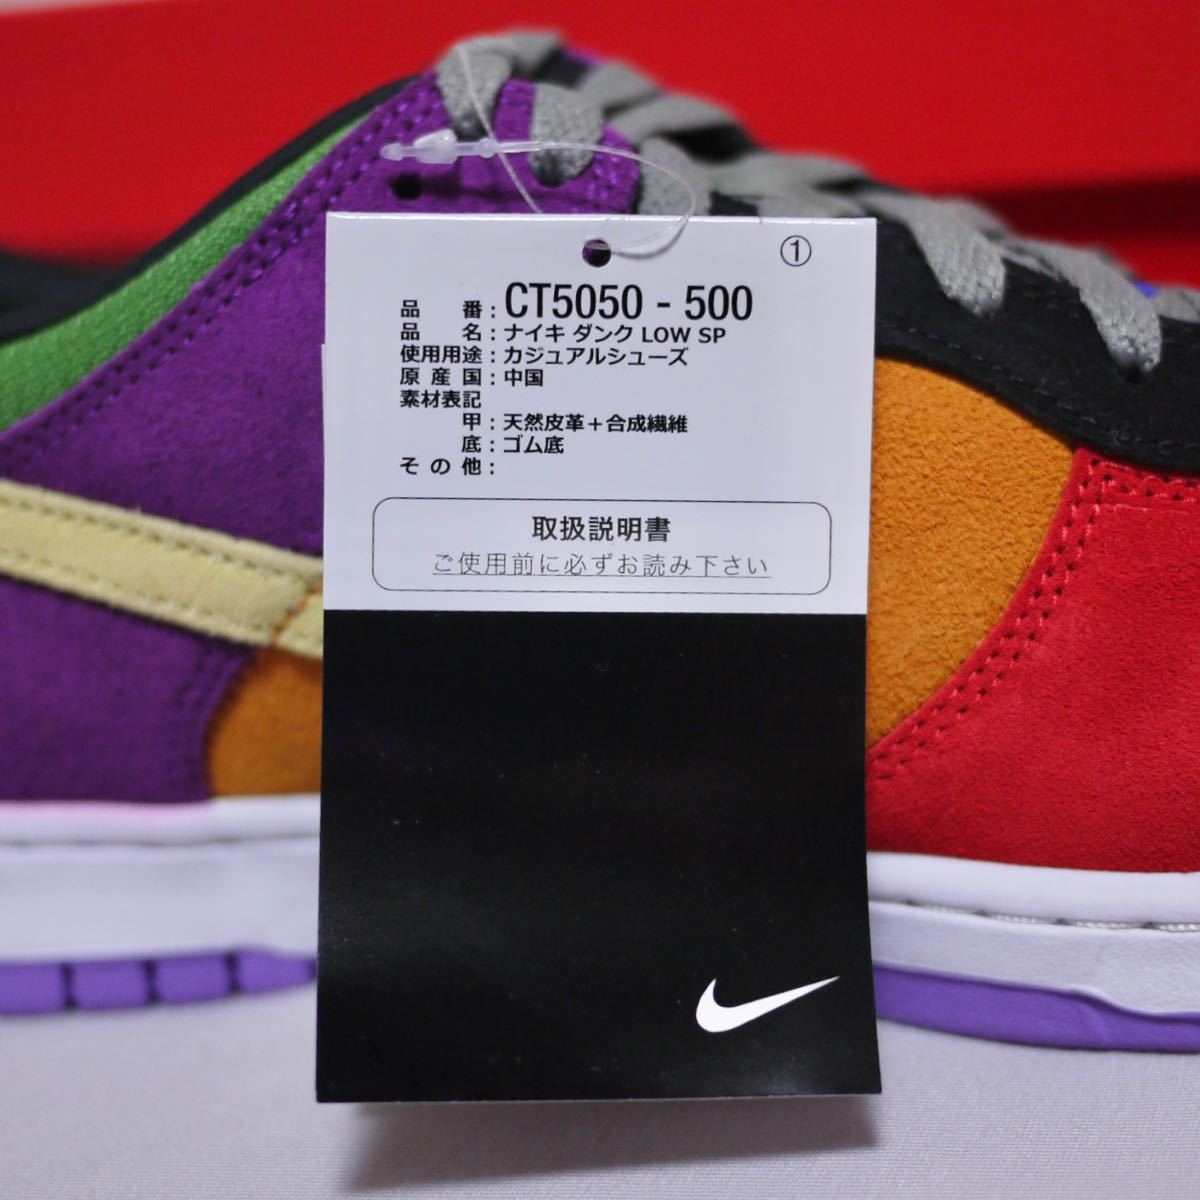 ①
品番：CT5050 - 500
品名：ナイキ ダンク LOW SP
使用用途：カジュアルシューズ
原産国：中国
素材表記
甲：天然皮革＋合成繊維
底：ゴム底
その他：
取扱説明書
ご使用前に必ずお読み下さい